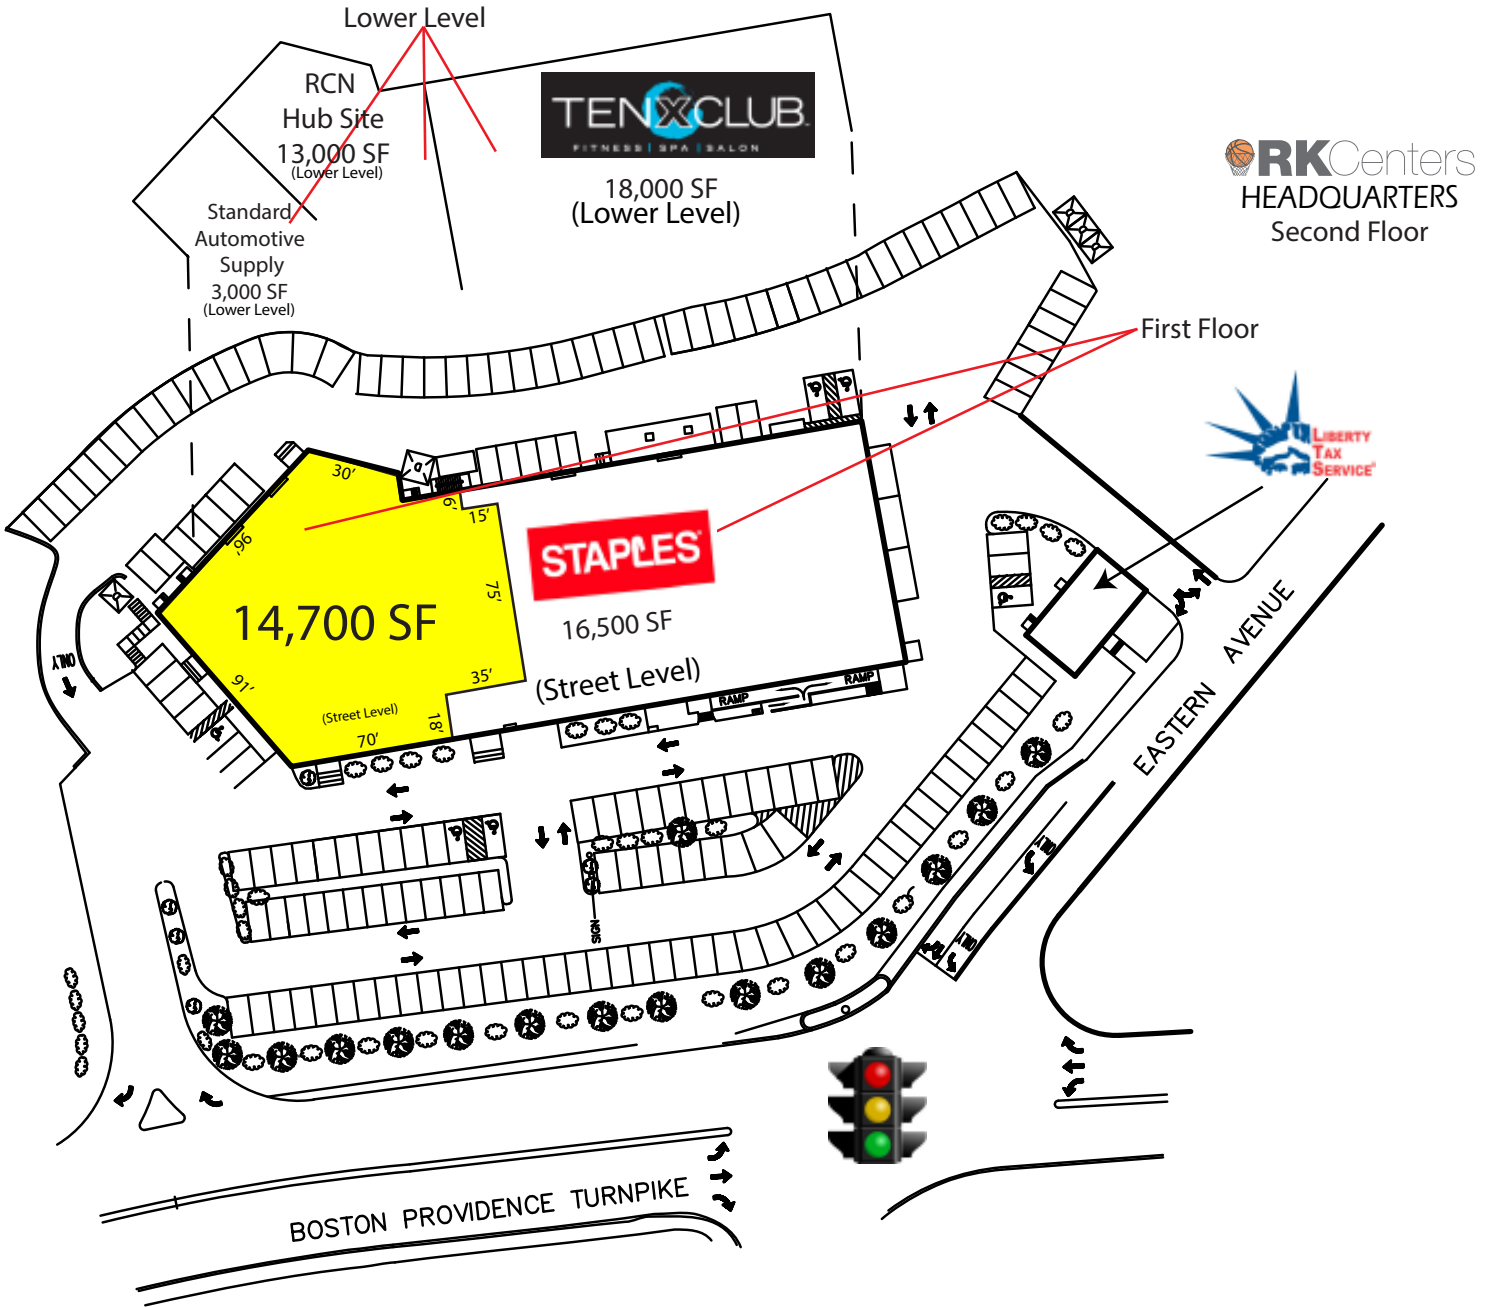 Lower Level
RCN
Hub Site
13,000 SF
(Lower Level)
TENXCLUB
FITNESS | SPA | SALON
18,000 SF
(Lower Level)
RKCenters
HEADQUARTERS
Second Floor
Standard
Automotive
Supply
3,000 SF
(Lower Level)
First Floor
LIBERTY
TAX
SERVICE
30'
96'
6'
15'
STAPLES
75'
14,700 SF
16,500 SF
(Street Level)
35'
91'
(Street Level)
18'
70'
RAMP
RAMP
ONLY
EASTERN AVENUE
ONLY
ONLY
SIGN
BOSTON PROVIDENCE TURNPIKE